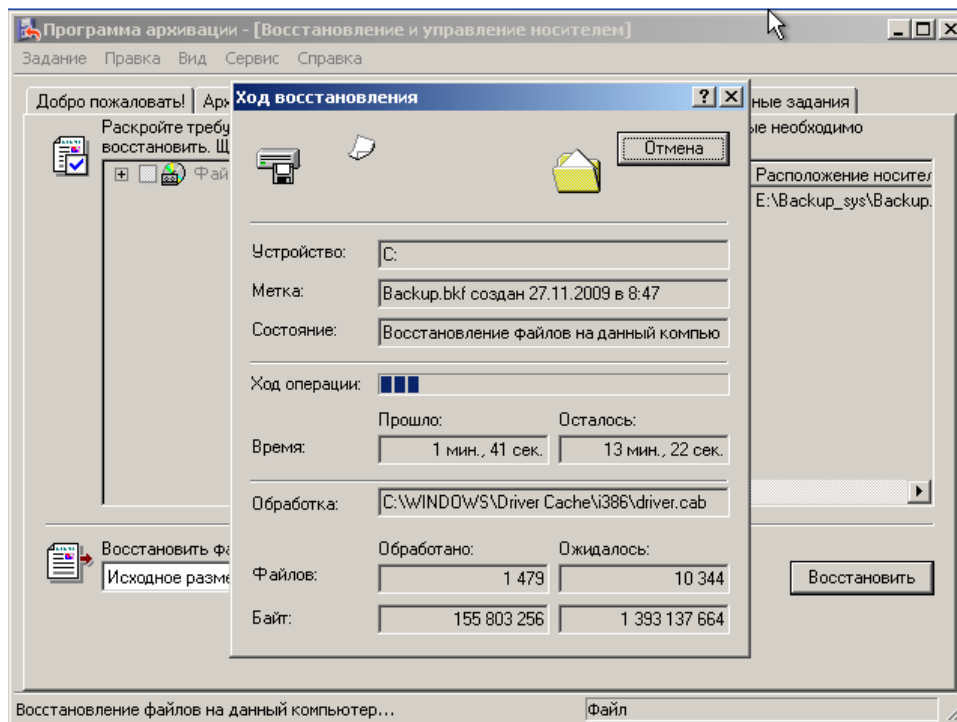 Программа архивации - [Восстановление и управление носителем]
Задание Правка Вид Сервис Справка
Добро пожаловать! Арх
ные задания
Раскройте требу
ые необходимо
восстановить. Щ
Фай
Расположение носител
E:\Backup_sys\Backup.
Ход восстановления
Отмена
Устройство: C:
Метка: Backup.bkf создан 27.11.2009 в 8:47
Состояние: Восстановление файлов на данный компью
Ход операции:
Прошло: Осталось:
Время: 1 мин., 41 сек. 13 мин., 22 сек.
Обработка: C:\WINDOWS\Driver Cache\i386\driver.cab
Обработано: Ожидалось:
Файлов: 1 479 10 344
Байт: 155 803 256 1 393 137 664
Восстановить фа
Исходное разме
Восстановить
Восстановление файлов на данный компьютер... Файл